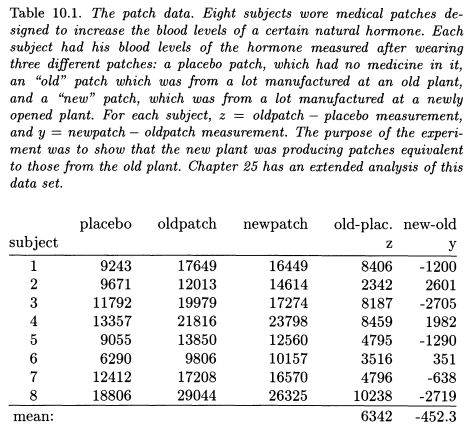 Table 10.1. The patch data. Eight subjects wore medical patches de-
signed to increase the blood levels of a certain natural hormone. Each
subject had his blood levels of the hormone measured after wearing
three different patches: a placebo patch, which had no medicine in it,
an “old” patch which was from a lot manufactured at an old plant,
and a “new” patch, which was from a lot manufactured at a newly
opened plant. For each subject, z = oldpatch − placebo measurement,
and y = newpatch − oldpatch measurement. The purpose of the experi-
ment was to show that the new plant was producing patches equivalent
to those from the old plant. Chapter 25 has an extended analysis of this
data set.
placebo oldpatch newpatch old-plac. new-old
subject z y
1 9243 17649 16449 8406 -1200
2 9671 12013 14614 2342 2601
3 11792 19979 17274 8187 -2705
4 13357 21816 23798 8459 1982
5 9055 13850 12560 4795 -1290
6 6290 9806 10157 3516 351
7 12412 17208 16570 4796 -638
8 18806 29044 26325 10238 -2719
mean: 6342 -452.3